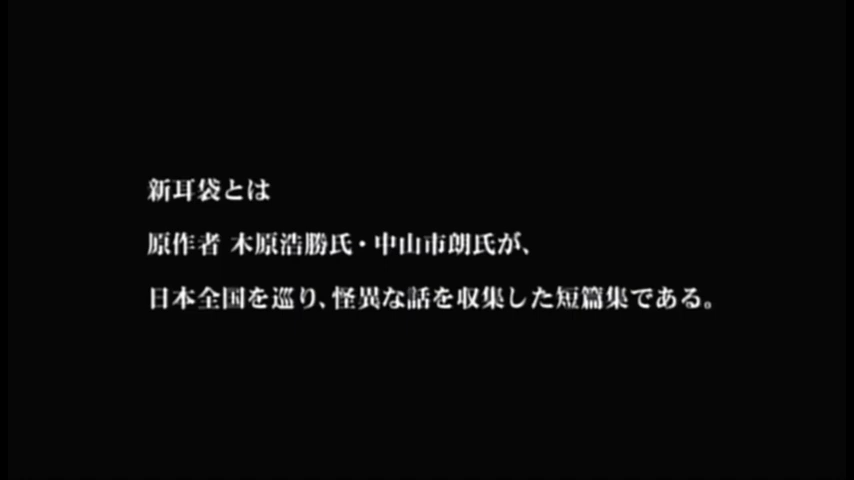 新耳袋とは
原作者 木原浩勝氏・中山市朗氏が、
日本全国を巡り、怪異な話を収集した短篇集である。